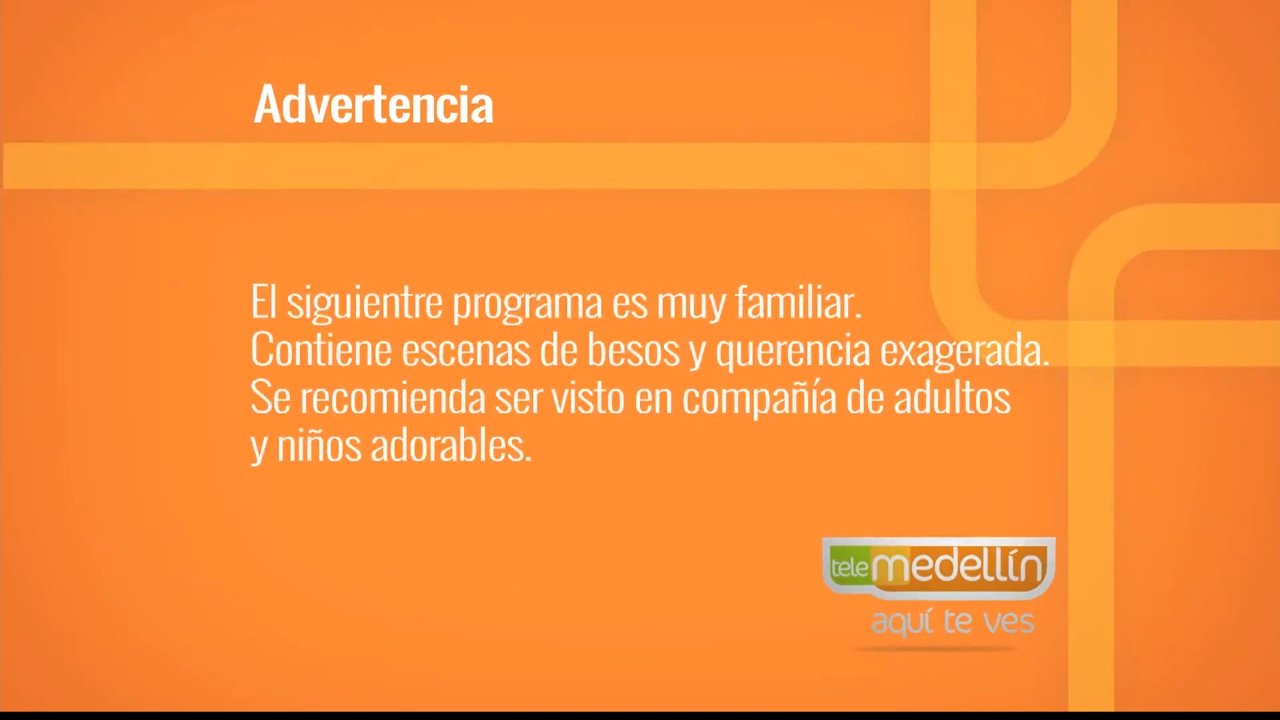 Advertencia
El siguientre programa es muy familiar.
Contiene escenas de besos y querencia exagerada.
Se recomienda ser visto en compañía de adultos
y niños adorables.
telemedellín
aquí te ves